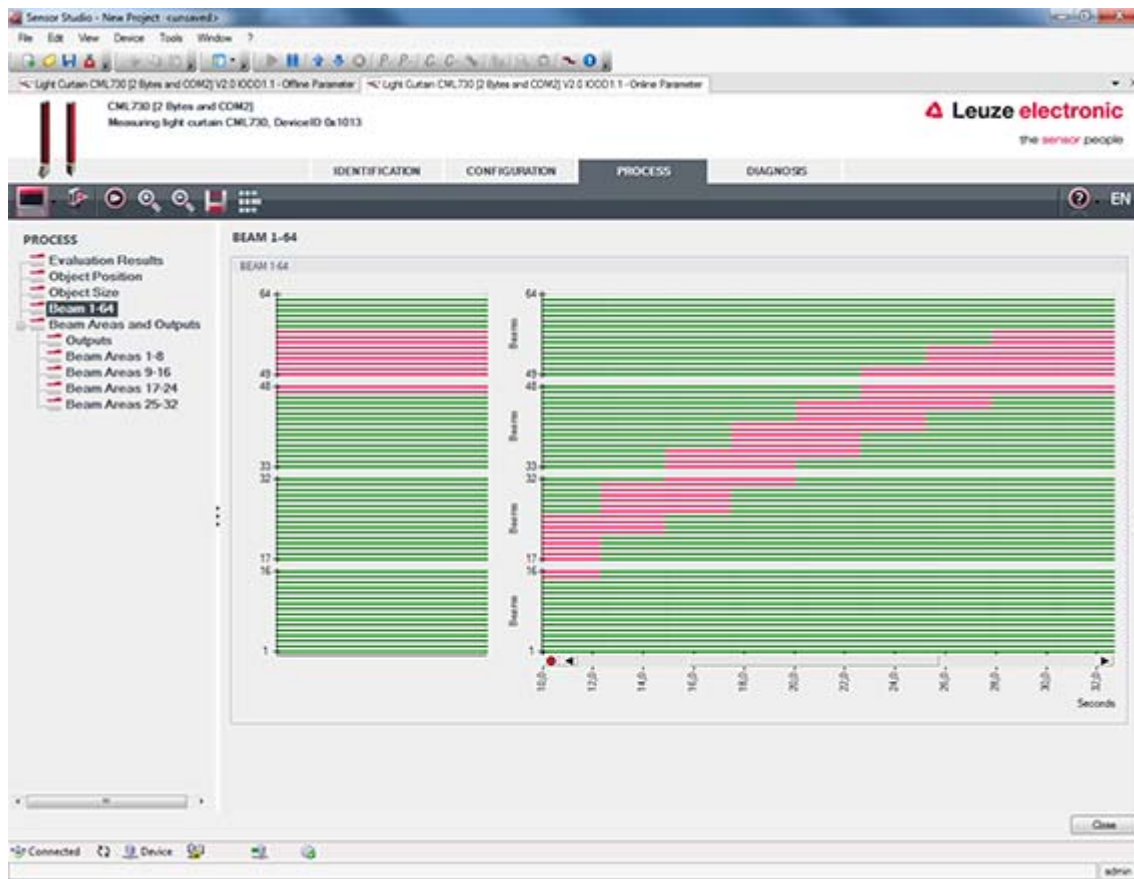 Sensor Studio - New Project <unsaved>
File Edit View Device Tools Window ?
Light Curtain CML730 [2 Bytes and COM2] V2.0 IODD1.1 - Offline Parameter
Light Curtain CML730 [2 Bytes and COM2] V2.0 IODD1.1 - Online Parameter
CML730 [2 Bytes and COM2]
Measuring light curtain CML730, DeviceID 0x1013
Leuze electronic
the sensor people
IDENTIFICATION CONFIGURATION PROCESS DIAGNOSIS
EN
PROCESS
Evaluation Results
Object Position
Object Size
Beam 1-64
Beam Areas and Outputs
Outputs
Beam Areas 1-8
Beam Areas 9-16
Beam Areas 17-24
Beam Areas 25-32
BEAM 1-64
BEAM 1-64
64
49
48
33
32
17
16
1
64
Beams
49
48
Beams
33
32
Beams
17
16
Beams
1
10,0 12,0 14,0 16,0 18,0 20,0 22,0 24,0 26,0 28,0 30,0 32,0
Seconds
Close
Connected Device
admin